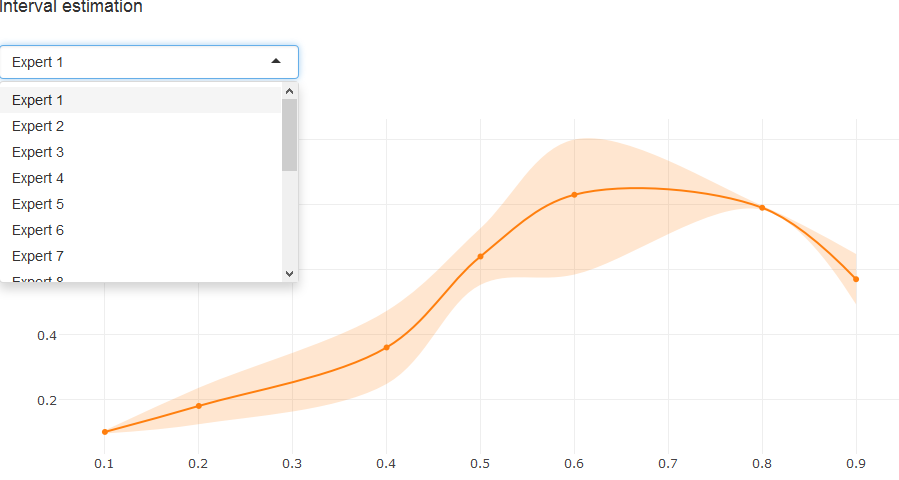 Interval estimation
Expert 1
Expert 1
Expert 2
Expert 3
Expert 4
Expert 5
Expert 6
Expert 7
Expert 8
0.4
0.2
0.1 0.2 0.3 0.4 0.5 0.6 0.7 0.8 0.9